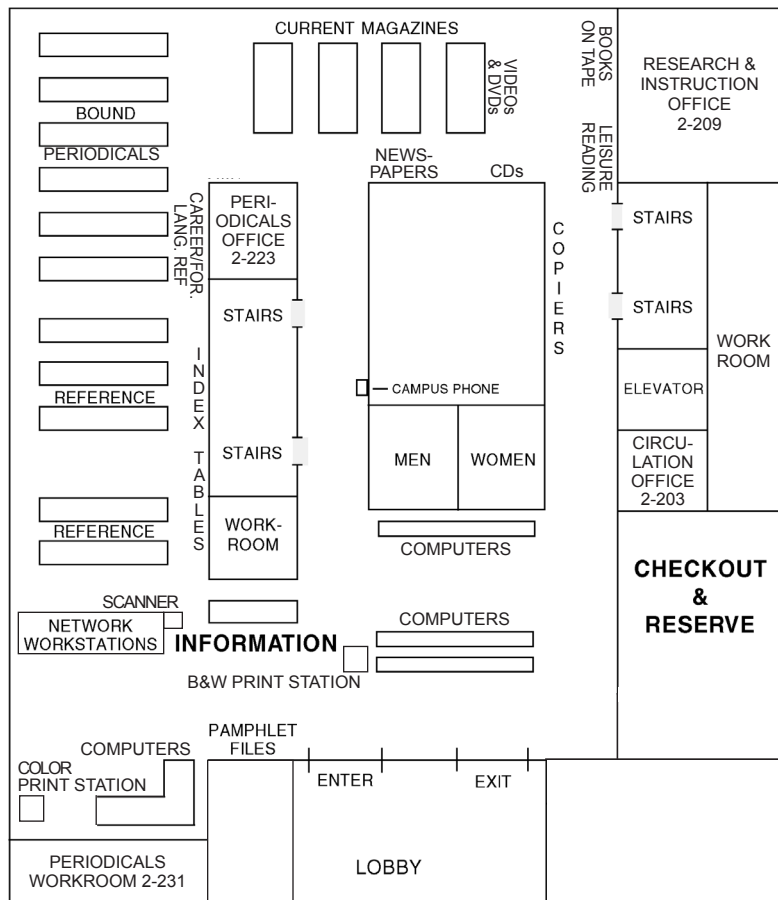 CURRENT MAGAZINES
BOOKS
ON TAPE
RESEARCH &
INSTRUCTION
OFFICE
2-209
VIDEOs
& DVDs
BOUND
PERIODICALS
LEISURE
READING
NEWS-
PAPERS
CDs
CAREER/FOR.
LANG. REF
PERI-
ODICALS
OFFICE
2-223
COPIERS
STAIRS
STAIRS
STAIRS
STAIRS
WORK
ROOM
INDEX TABLES
REFERENCE
CAMPUS PHONE
ELEVATOR
MEN
WOMEN
CIRCU-
LATION
OFFICE
2-203
REFERENCE
WORK-
ROOM
COMPUTERS
CHECKOUT
&
RESERVE
SCANNER
NETWORK
WORKSTATIONS
INFORMATION
COMPUTERS
B&W PRINT STATION
PAMPHLET
FILES
COMPUTERS
COLOR
PRINT STATION
ENTER
EXIT
PERIODICALS
WORKROOM 2-231
LOBBY